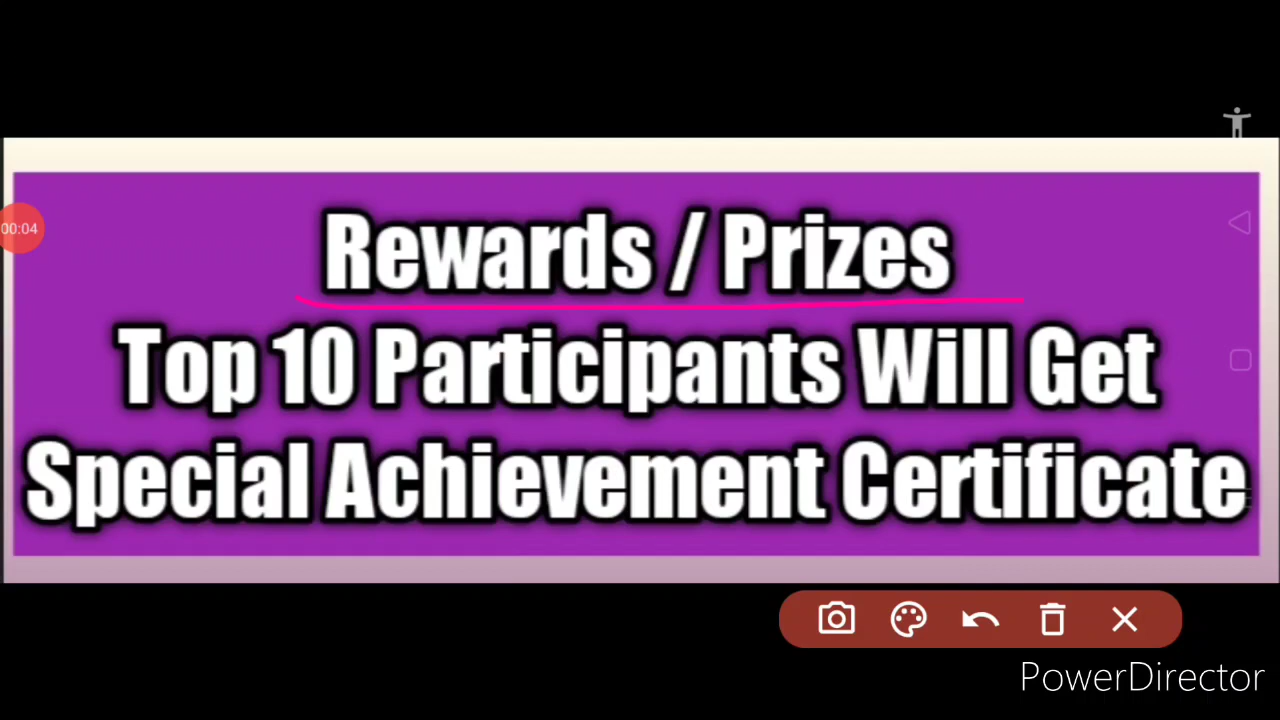 Rewards / Prizes
00:04
Top 10 Participants Will Get
Special Achievement Certificate
PowerDirector